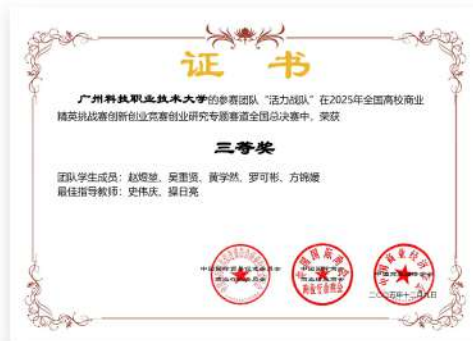 证 书
广州科技职业技术大学的参赛团队“活力战队”在2025年全国高校商业
精英挑战赛创新创业竞赛创业研究专题赛道全国总决赛中，荣获
三等奖
团队学生成员：赵煜堃、吴重贤、黄学然、罗可彬、方锦媛
最佳指导教师：史伟庆、操日亮